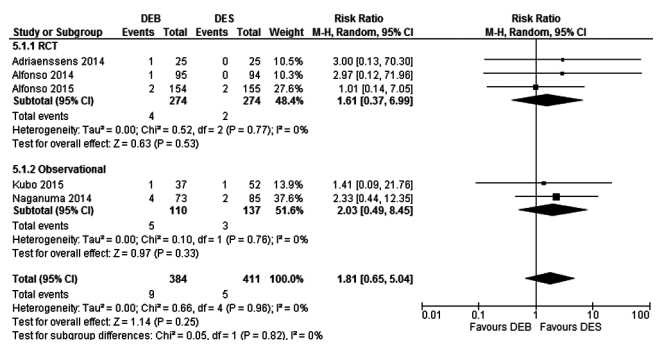 DEB DES Risk Ratio Risk Ratio
Study or Subgroup Events Total Events Total Weight M-H, Random, 95% CI M-H, Random, 95% CI
5.1.1 RCT
Adriaenssens 2014 1 25 0 25 10.5% 3.00 [0.13, 70.30]
Alfonso 2014 1 95 0 94 10.3% 2.97 [0.12, 71.96]
Alfonso 2015 2 154 2 155 27.6% 1.01 [0.14, 7.05]
Subtotal (95% CI) 274 274 48.4% 1.61 [0.37, 6.99]
Total events 4 2
Heterogeneity: Tau² = 0.00; Chi² = 0.52, df = 2 (P = 0.77); I² = 0%
Test for overall effect: Z = 0.63 (P = 0.53)
5.1.2 Observational
Kubo 2015 1 37 1 52 13.9% 1.41 [0.09, 21.76]
Naganuma 2014 4 73 2 85 37.6% 2.33 [0.44, 12.35]
Subtotal (95% CI) 110 137 51.6% 2.03 [0.49, 8.45]
Total events 5 3
Heterogeneity: Tau² = 0.00; Chi² = 0.10, df = 1 (P = 0.76); I² = 0%
Test for overall effect: Z = 0.97 (P = 0.33)
Total (95% CI) 384 411 100.0% 1.81 [0.65, 5.04]
Total events 9 5
Heterogeneity: Tau² = 0.00; Chi² = 0.66, df = 4 (P = 0.96); I² = 0%
Test for overall effect: Z = 1.14 (P = 0.25)
Test for subgroup differences: Chi² = 0.05, df = 1 (P = 0.82), I² = 0%
0.01 0.1 1 10 100
Favours DEB Favours DES